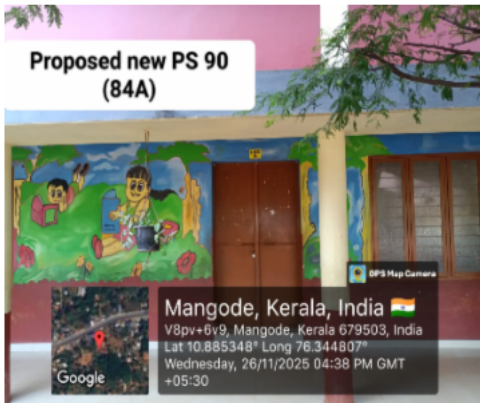 Proposed new PS 90
(84A)
GPS Map Camera
Mangode, Kerala, India
V8pv+6v9, Mangode, Kerala 679503, India
Lat 10.885348° Long 76.344807°
Wednesday, 26/11/2025 04:38 PM GMT
+05:30
Google